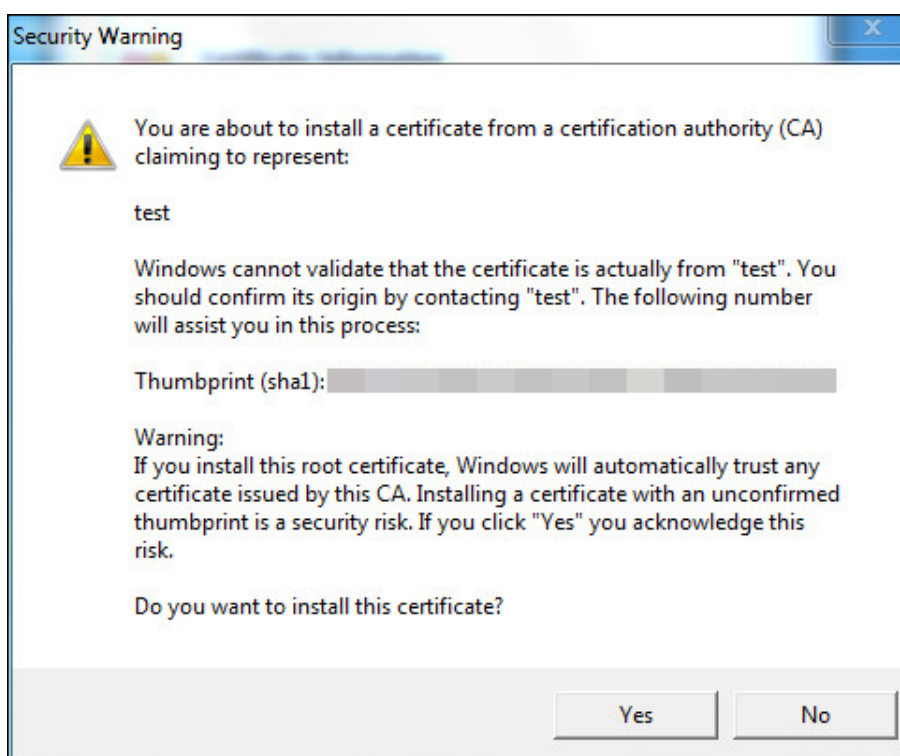 Security Warning
You are about to install a certificate from a certification authority (CA)
claiming to represent:
test
Windows cannot validate that the certificate is actually from "test". You
should confirm its origin by contacting "test". The following number
will assist you in this process:
Thumbprint (sha1):
Warning:
If you install this root certificate, Windows will automatically trust any
certificate issued by this CA. Installing a certificate with an unconfirmed
thumbprint is a security risk. If you click "Yes" you acknowledge this
risk.
Do you want to install this certificate?
Yes
No